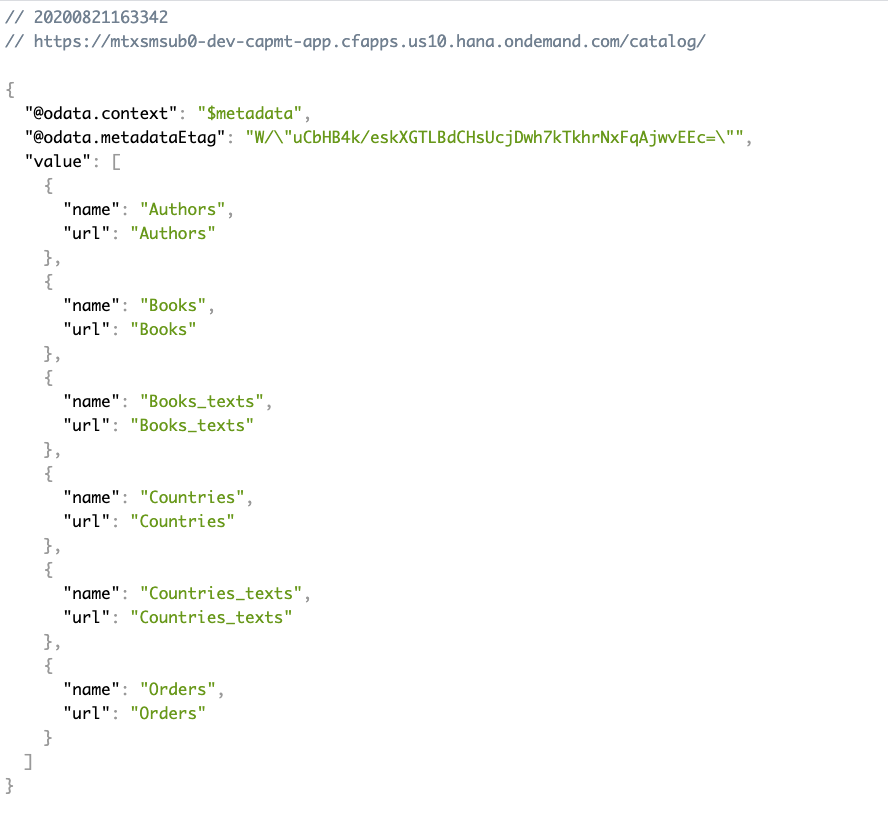 // 20200821163342
// https://mtxsmsub0-dev-capmt-app.cfapps.us10.hana.ondemand.com/catalog/
{
"@odata.context": "$metadata",
"@odata.metadataEtag": "W/\"uCbHB4k/eskXGTLBdCHsUcjDwh7kTkhrNxFqAjwvEEc=\"",
"value": [
{
"name": "Authors",
"url": "Authors"
},
{
"name": "Books",
"url": "Books"
},
{
"name": "Books_texts",
"url": "Books_texts"
},
{
"name": "Countries",
"url": "Countries"
},
{
"name": "Countries_texts",
"url": "Countries_texts"
},
{
"name": "Orders",
"url": "Orders"
}
]
}